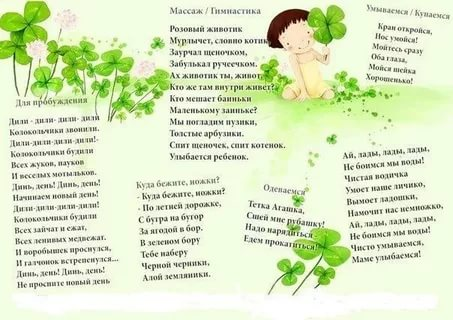 Для пробуждения
Дили - дили- дили- дили
Колокольчики звонили.
Дили-дили-дили-дили!-
Колокольчики будили
Всех жуков, пауков
И веселых мотыльков.
Динь, день! Динь, день!
Начинаем новый день!
Дили-дили-дили-дили!
Колокольчики будили
Всех зайчат и ежат,
Всех ленивых медвежат.
И воробышек проснулся,
И галчонок встрепенулся...
Динь, день! Динь, день!
Не проспите новый день
Массаж / Гимнастика
Розовый животик
Мурлычет, словно котик
Заурчал щеночком,
Забулькал ручеечком.
Ах животик ты, живот,
Кто же там внутри живет?
Кто мешает баиньки
Маленькому заиньке?
Мы погладим пузики,
Толстые арбузики.
Спит щеночек, спит котенок.
Улыбается ребенок.
Куда бежите, ножки?
- Куда бежите, ножки?
- По летней дорожке,
С бугра на бугор
За ягодой в бор.
В зеленом бору
Тебе наберу
Черной черники,
Алой земляники.
Одеваемся
Тетка Агашка,
Сшей мне рубашку!
Надо нарядиться -
Едем прокатиться!
Умываемся / Купаемся
Кран откройся,
Нос умойся!
Мойтесь сразу
Оба глаза,
Мойся шейка
Хорошенько!
Ай, лады, лады, лады,
Не боимся мы воды!
Чистая водичка
Умоет наше личико,
Вымоет ладошки,
Намочит нас немножко,
Ай, лады, лады, лады,
Не боимся мы воды!
Чисто умываемся,
Маме улыбаемся!